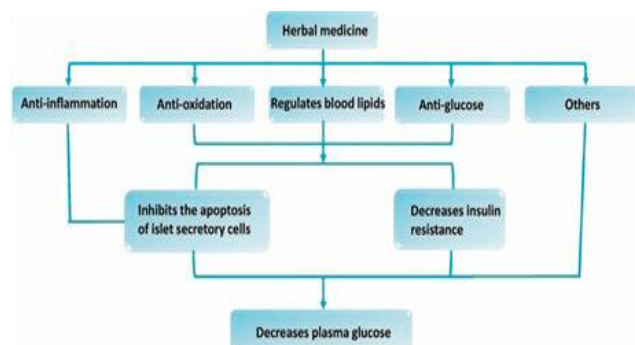 Herbal medicine
Anti-inflammation
Anti-oxidation
Regulates blood lipids
Anti-glucose
Others
Inhibits the apoptosis
of islet secretory cells
Decreases insulin
resistance
Decreases plasma glucose